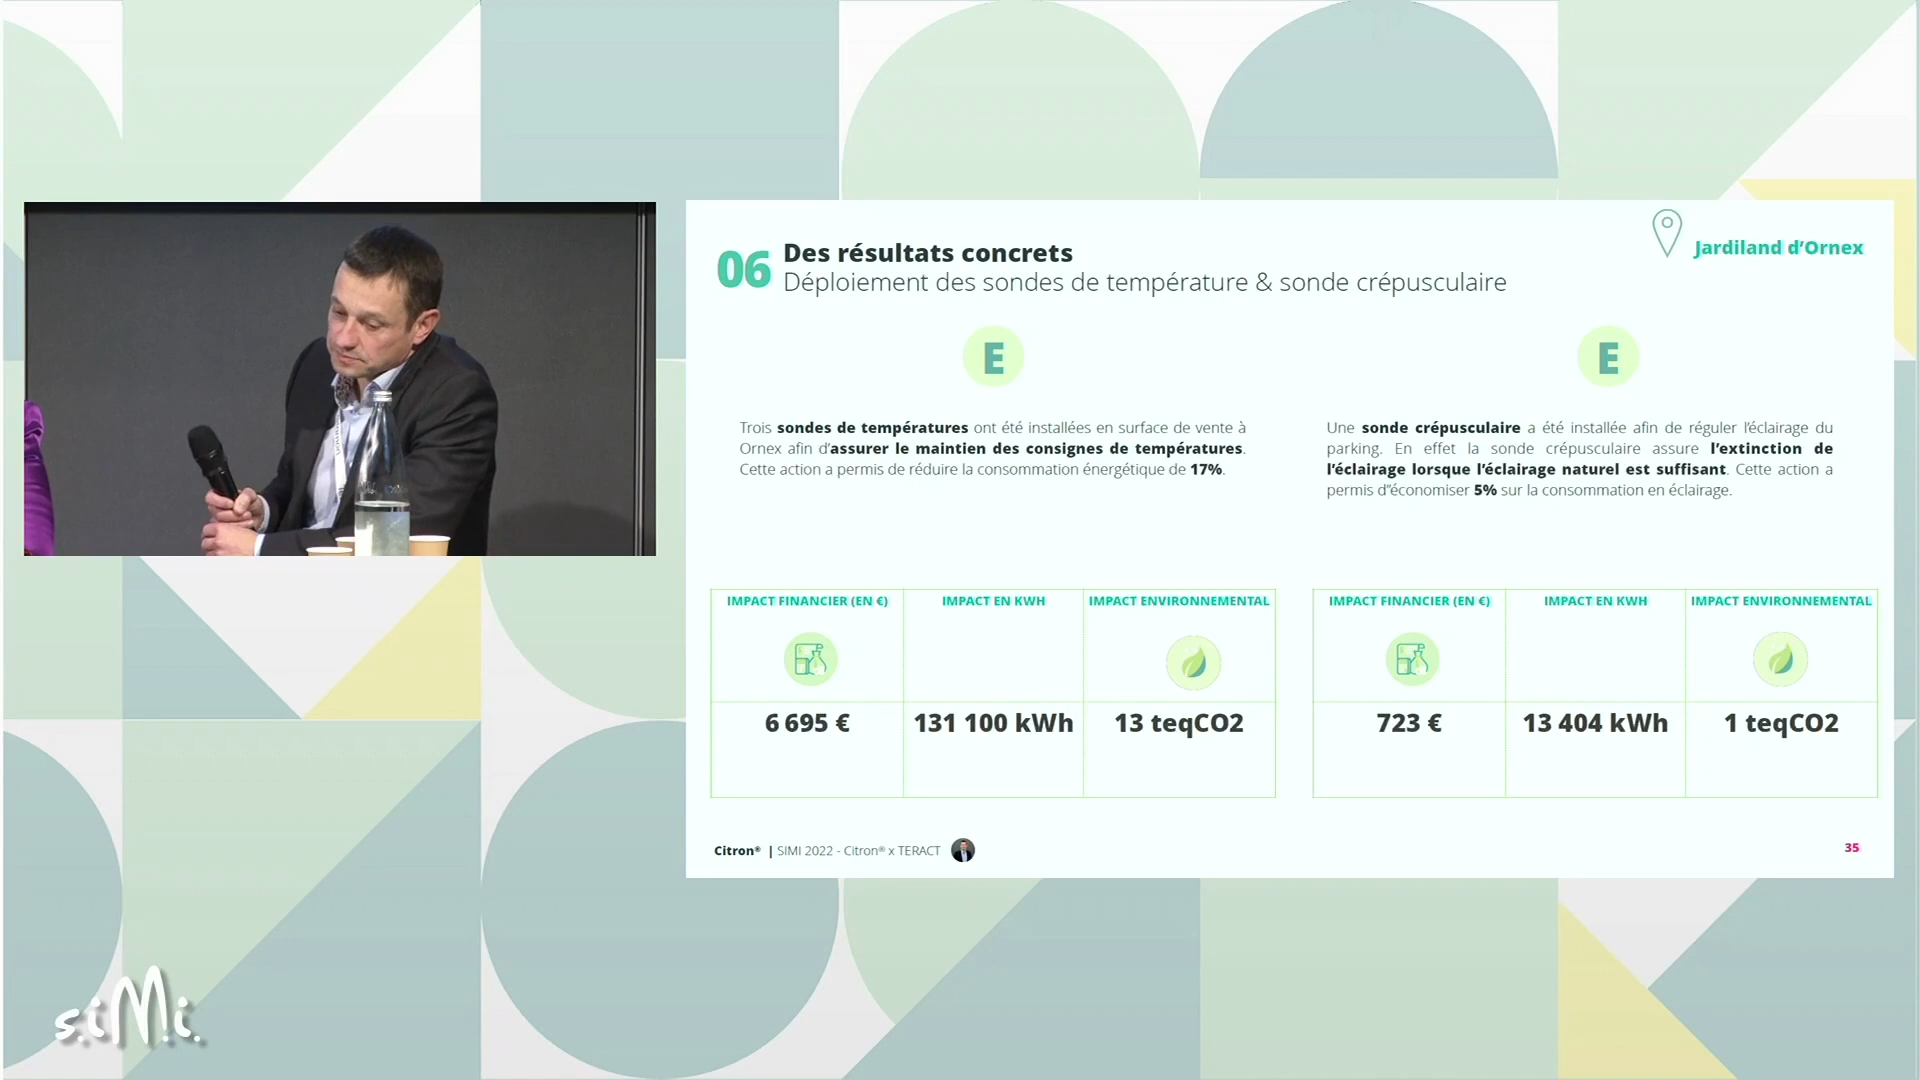 06
Des résultats concrets
Déploiement des sondes de température & sonde crépusculaire
Jardiland d’Ornex
E
Trois sondes de températures ont été installées en surface de vente à
Ornex afin d’assurer le maintien des consignes de températures.
Cette action a permis de réduire la consommation énergétique de 17%.
IMPACT FINANCIER (EN €) IMPACT EN KWH IMPACT ENVIRONNEMENTAL
6 695 € 131 100 kWh 13 teqCO2
E
Une sonde crépusculaire a été installée afin de réguler l’éclairage du
parking. En effet la sonde crépusculaire assure l’extinction de
l’éclairage lorsque l’éclairage naturel est suffisant. Cette action a
permis d’’économiser 5% sur la consommation en éclairage.
IMPACT FINANCIER (EN €) IMPACT EN KWH IMPACT ENVIRONNEMENTAL
723 € 13 404 kWh 1 teqCO2
Citron® | SIMI 2022 - Citron® x TERACT
35
s.iMi.